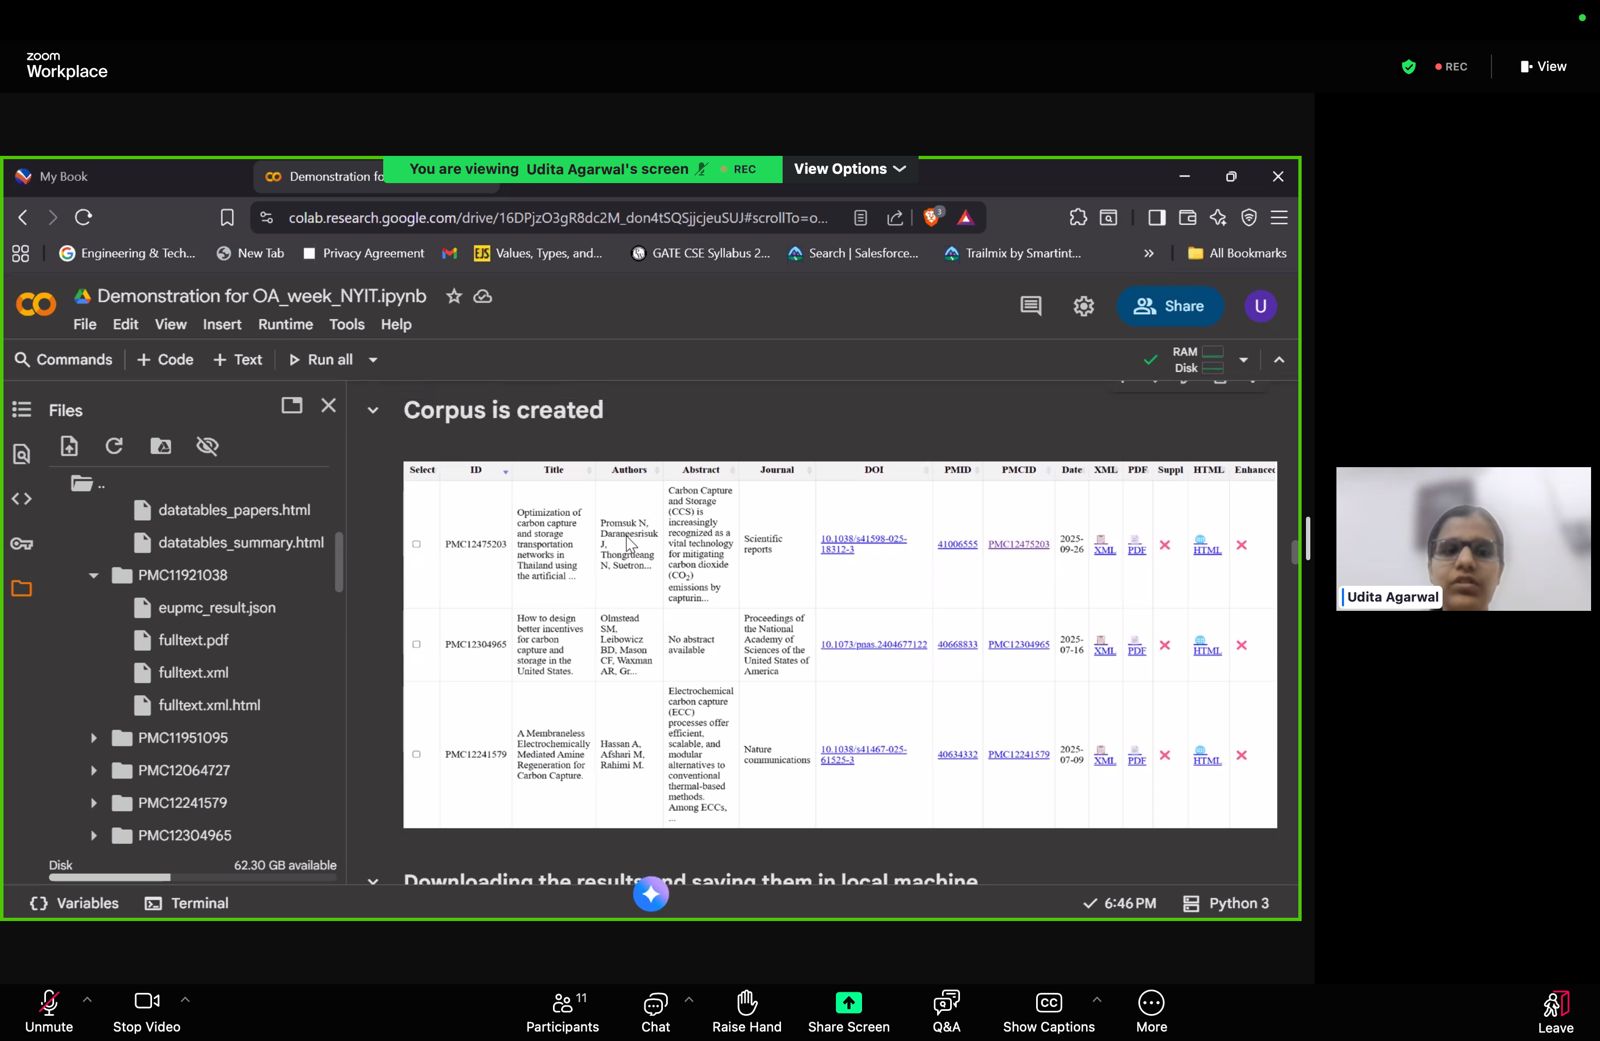 zoom
Workplace
REC
View
My Book
Demonstration fo
You are viewing Udita Agarwal's screen
REC
View Options
colab.research.google.com/drive/16DPjzO3gR8dc2M_don4tSQSjjcjeuSUJ#scrollTo=o...
3
Engineering & Tech...
New Tab
Privacy Agreement
EJS
Values, Types, and...
GATE CSE Syllabus 2...
Search | Salesforce...
Trailmix by Smartint...
»
All Bookmarks
Demonstration for OA_week_NYIT.ipynb
File Edit View Insert Runtime Tools Help
Share
U
Commands + Code + Text Run all
RAM
Disk
Files
..
datatables_papers.html
datatables_summary.html
PMC11921038
eupmc_result.json
fulltext.pdf
fulltext.xml
fulltext.xml.html
PMC11951095
PMC12064727
PMC12241579
PMC12304965
Disk 62.30 GB available
Corpus is created
Select ID Title Authors Abstract Journal DOI PMID PMCID Date XML PDF Suppl HTML Enhanced
PMC12475203
Optimization of
carbon capture
and storage
transportation
networks in
Thailand using
the artificial ...
Promsuk N,
Daraneesrisuk
J,
Thongrueang
N, Suetron...
Carbon Capture
and Storage
(CCS) is
increasingly
recognized as a
vital technology
for mitigating
carbon dioxide
(CO2)
emissions by
capturin...
Scientific
reports
10.1038/s41598-025-
18312-3
41006555
PMC12475203
2025-
09-26
XML
PDF
HTML
PMC12304965
How to design
better incentives
for carbon
capture and
storage in the
United States.
Olmstead
SM,
Leibowicz
BD, Mason
CF, Waxman
AR, Gr...
No abstract
available
Proceedings of
the National
Academy of
Sciences of the
United States of
America
10.1073/pnas.2404677122
40668833
PMC12304965
2025-
07-16
XML
PDF
HTML
PMC12241579
A Membraneless
Electrochemically
Mediated Amine
Regeneration for
Carbon Capture.
Hassan A,
Afshari M,
Rahimi M.
Electrochemical
carbon capture
(ECC)
processes offer
efficient,
scalable, and
modular
alternatives to
conventional
thermal-based
methods.
Among ECCs,
...
Nature
communications
10.1038/s41467-025-
61525-3
40634332
PMC12241579
2025-
07-09
XML
PDF
HTML
Downloading the results and saving them in local machine
Variables
Terminal
6:46 PM
Python 3
Udita Agarwal
Unmute
Stop Video
11
Participants
Chat
Raise Hand
Share Screen
Q&A
CC
Show Captions
More
Leave